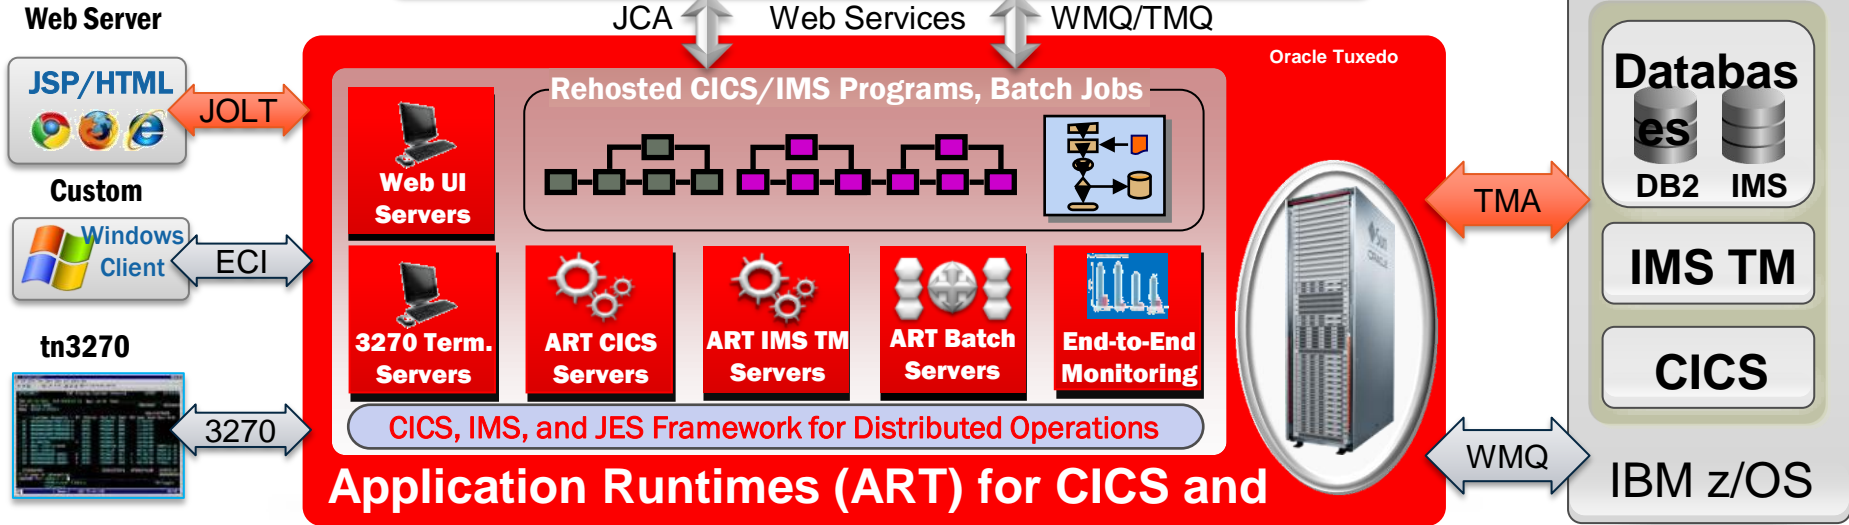 JCA
Web Services
WMQ/TMQ
Web Server
JSP/HTML
JOLT
Custom
Windows
Client
ECI
tn3270
3270
Oracle Tuxedo
Rehosted CICS/IMS Programs, Batch Jobs
Web UI
Servers
3270 Term.
Servers
ART CICS
Servers
ART IMS TM
Servers
ART Batch
Servers
End-to-End
Monitoring
CICS, IMS, and JES Framework for Distributed Operations
Application Runtimes (ART) for CICS and
Sun
ORACLE
TMA
WMQ
Databas
es
DB2
IMS
IMS TM
CICS
IBM z/OS